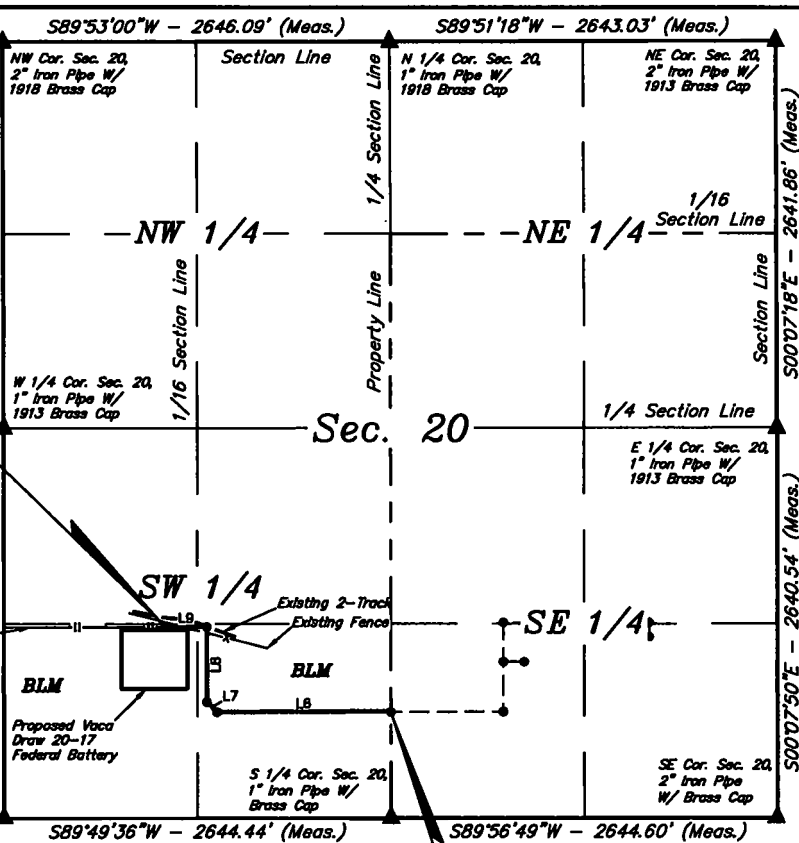 S89°53'00"W - 2646.09' (Meas.)
S89°51'18"W - 2643.03' (Meas.)
NW Cor. Sec. 20,
2" Iron Pipe W/
1918 Brass Cap
Section Line
N 1/4 Cor. Sec. 20,
1" Iron Pipe W/
1918 Brass Cap
NE Cor. Sec. 20,
2" Iron Pipe W/
1913 Brass Cap
1/4 Section Line
S00°07'18"E - 2641.86' (Meas.)
NW 1/4
NE 1/4
1/16
Section Line
Section Line
1/16 Section Line
Property Line
W 1/4 Cor. Sec. 20,
1" Iron Pipe W/
1913 Brass Cap
Sec. 20
1/4 Section Line
E 1/4 Cor. Sec. 20,
1" Iron Pipe W/
1913 Brass Cap
S00°07'50"E - 2640.54' (Meas.)
SW 1/4
Existing 2-Track
Existing Fence
L9
SE 1/4
L8
BLM
BLM
L7
L6
Proposed Vaca
Draw 20-17
Federal Battery
S 1/4 Cor. Sec. 20,
1" Iron Pipe W/
Brass Cap
SE Cor. Sec. 20,
2" Iron Pipe
W/ Brass Cap
S89°49'36"W - 2644.44' (Meas.)
S89°56'49"W - 2644.60' (Meas.)